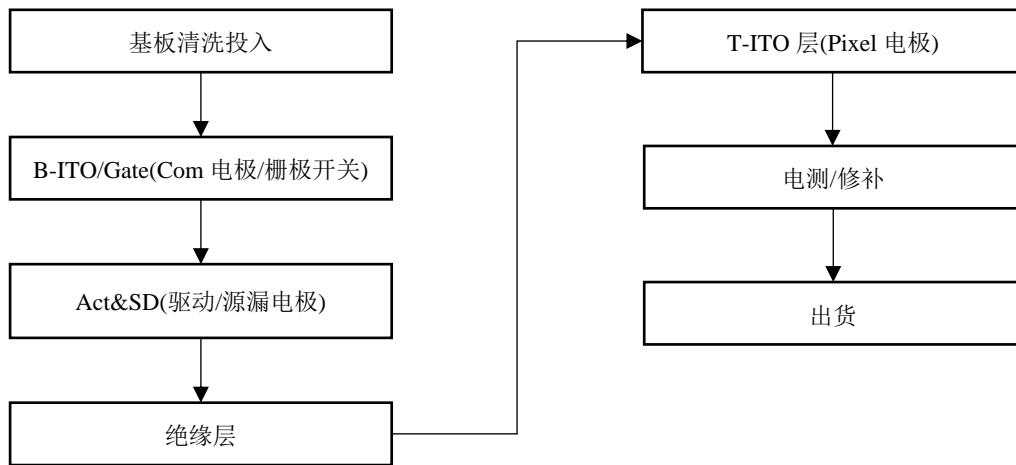 基板清洗投入
B-ITO/Gate(Com 电极/栅极开关)
Act&SD(驱动/源漏电极)
绝缘层
T-ITO 层(Pixel 电极)
电测/修补
出货